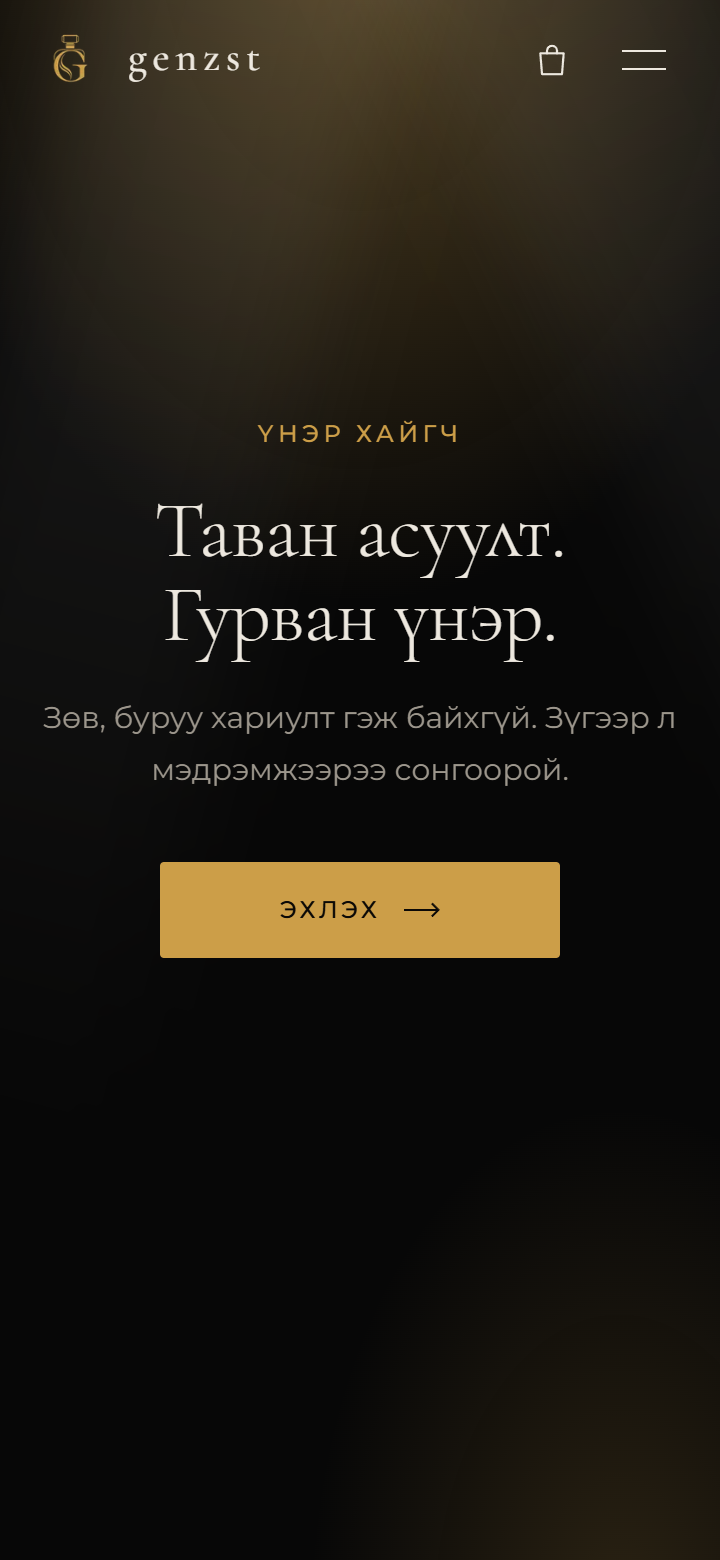 genzst
ҮНЭР ХАЙГЧ
Таван асуулт.
Гурван үнэр.
Зөв, буруу хариулт гэж байхгүй. Зүгээр л
мэдрэмжээрээ сонгоорой.
ЭХЛЭХ